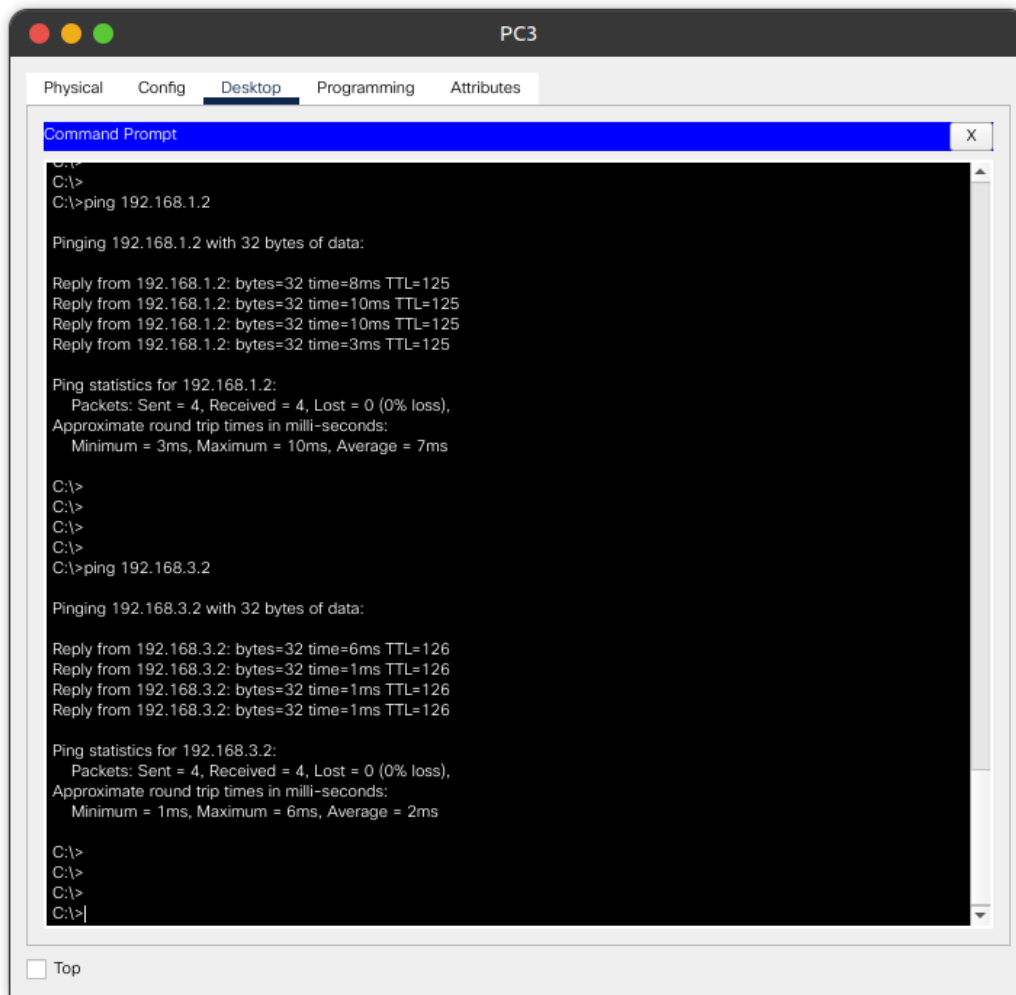 PC3
Physical Config Desktop Programming Attributes
Command Prompt X
C:\>
C:\>
C:\>ping 192.168.1.2
Pinging 192.168.1.2 with 32 bytes of data:
Reply from 192.168.1.2: bytes=32 time=8ms TTL=125
Reply from 192.168.1.2: bytes=32 time=10ms TTL=125
Reply from 192.168.1.2: bytes=32 time=10ms TTL=125
Reply from 192.168.1.2: bytes=32 time=3ms TTL=125
Ping statistics for 192.168.1.2:
Packets: Sent = 4, Received = 4, Lost = 0 (0% loss),
Approximate round trip times in milli-seconds:
Minimum = 3ms, Maximum = 10ms, Average = 7ms
C:\>
C:\>
C:\>
C:\>
C:\>ping 192.168.3.2
Pinging 192.168.3.2 with 32 bytes of data:
Reply from 192.168.3.2: bytes=32 time=6ms TTL=126
Reply from 192.168.3.2: bytes=32 time=1ms TTL=126
Reply from 192.168.3.2: bytes=32 time=1ms TTL=126
Reply from 192.168.3.2: bytes=32 time=1ms TTL=126
Ping statistics for 192.168.3.2:
Packets: Sent = 4, Received = 4, Lost = 0 (0% loss),
Approximate round trip times in milli-seconds:
Minimum = 1ms, Maximum = 6ms, Average = 2ms
C:\>
C:\>
C:\>
C:\>
Top